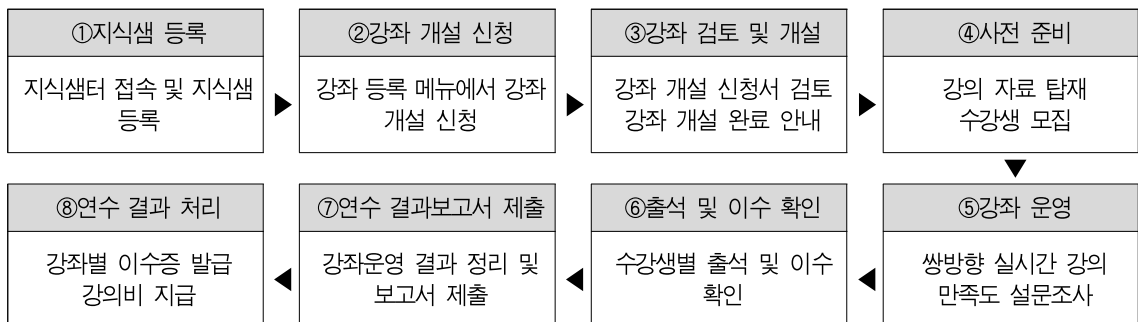 ①지식샘 등록
지식샘터 접속 및 지식샘
등록
②강좌 개설 신청
강좌 등록 메뉴에서 강좌
개설 신청
③강좌 검토 및 개설
강좌 개설 신청서 검토
강좌 개설 완료 안내
④사전 준비
강의 자료 탑재
수강생 모집
⑤강좌 운영
쌍방향 실시간 강의
만족도 설문조사
⑥출석 및 이수 확인
수강생별 출석 및 이수
확인
⑦연수 결과보고서 제출
강좌운영 결과 정리 및
보고서 제출
⑧연수 결과 처리
강좌별 이수증 발급
강의비 지급